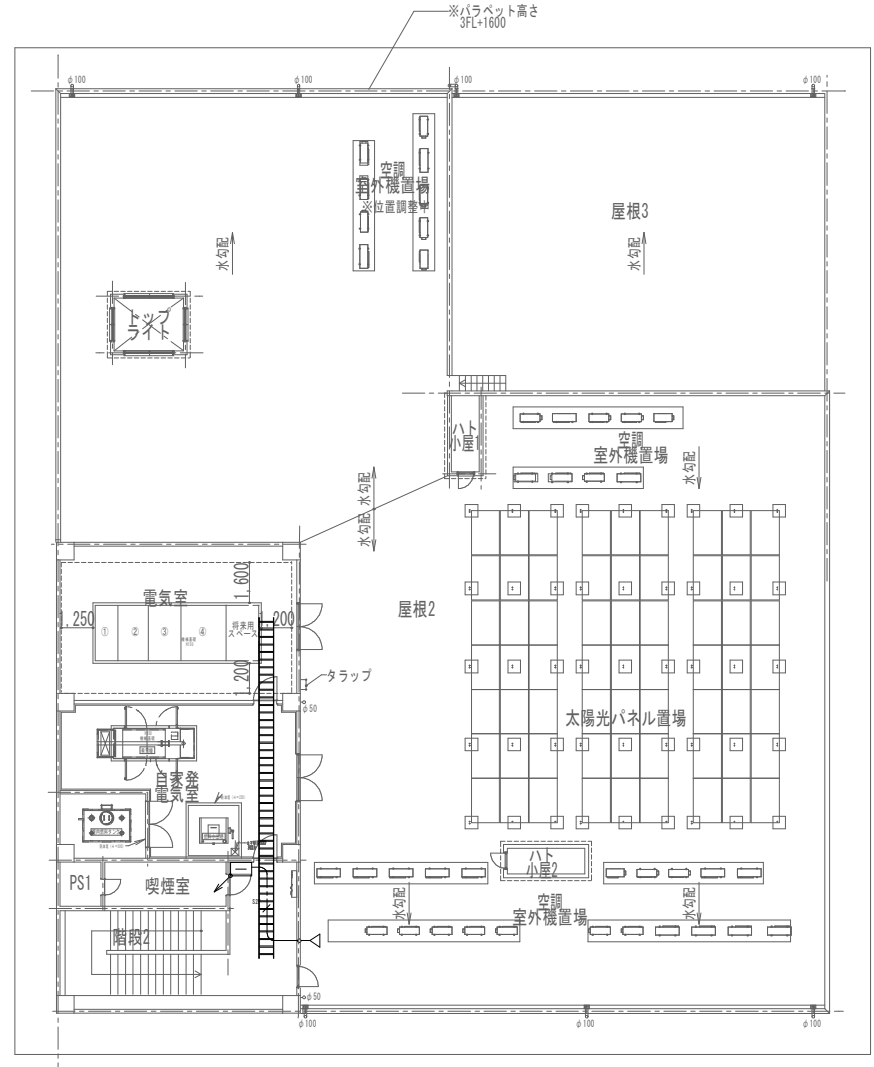 ※パラペット高さ
3FL+1600
φ100
φ100
φ100
φ100
空調
室外機置場
※位置調整中
屋根3
水勾配
水勾配
トップ
ライト
ハト
小屋1
空調
室外機置場
水勾配
水勾配
水勾配
1,600
電気室
1,250
①
②
③
④
将来用
スペース
1,200
1,200
屋根2
タラップ
φ50
太陽光パネル置場
自家発
電気室
PS1
喫煙室
ハト
小屋2
空調
室外機置場
水勾配
水勾配
階段2
φ50
φ100
φ100
φ100